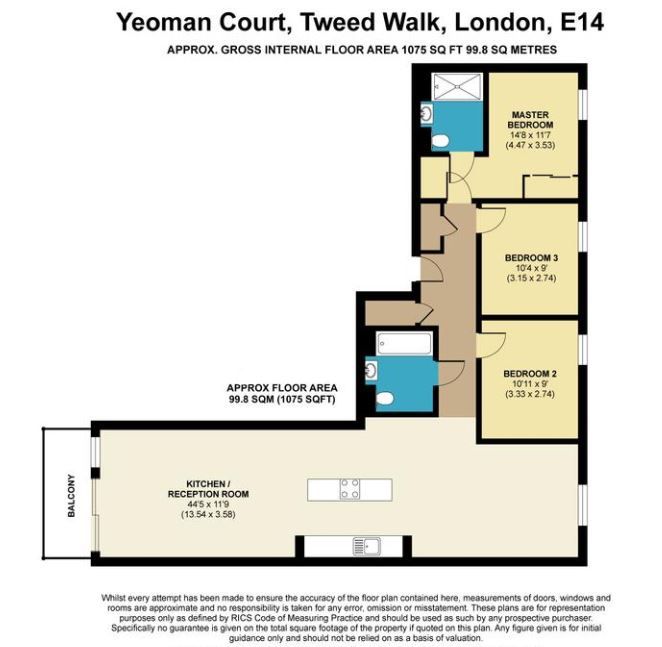 Yeoman Court, Tweed Walk, London, E14
APPROX. GROSS INTERNAL FLOOR AREA 1075 SQ FT 99.8 SQ METRES
MASTER
BEDROOM
14'8 x 11'7
(4.47 x 3.53)
BEDROOM 3
10'4 x 9'
(3.15 x 2.74)
BEDROOM 2
10'11 x 9'
(3.33 x 2.74)
APPROX FLOOR AREA
99.8 SQM (1075 SQFT)
BALCONY
KITCHEN /
RECEPTION ROOM
44'5 x 11'9
(13.54 x 3.58)
Whilst every attempt has been made to ensure the accuracy of the floor plan contained here, measurements of doors, windows and
rooms are approximate and no responsibility is taken for any error, omission or misstatement. These plans are for representation
purposes only as defined by RICS Code of Measuring Practice and should be used as such by any prospective purchaser.
Specifically no guarantee is given on the total square footage of the property if quoted on this plan. Any figure given is for initial
guidance only and should not be relied on as a basis of valuation.